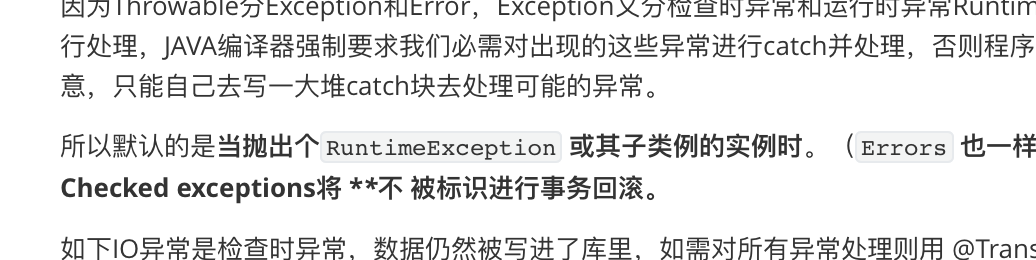 因为Throwable分Exception和Error，Exception又分检查时异常和运行时异常Runtim
行处理，JAVA编译器强制要求我们必需对出现的这些异常进行catch并处理，否则程序
意，只能自己去写一大堆catch块去处理可能的异常。
所以默认的是当抛出个 RuntimeException 或其子类例的实例时。（ Errors 也一样
Checked exceptions将 **不 被标识进行事务回滚。
如下IO异常是检查时异常，数据仍然被写进了库里，如需对所有异常处理则用 @Trans